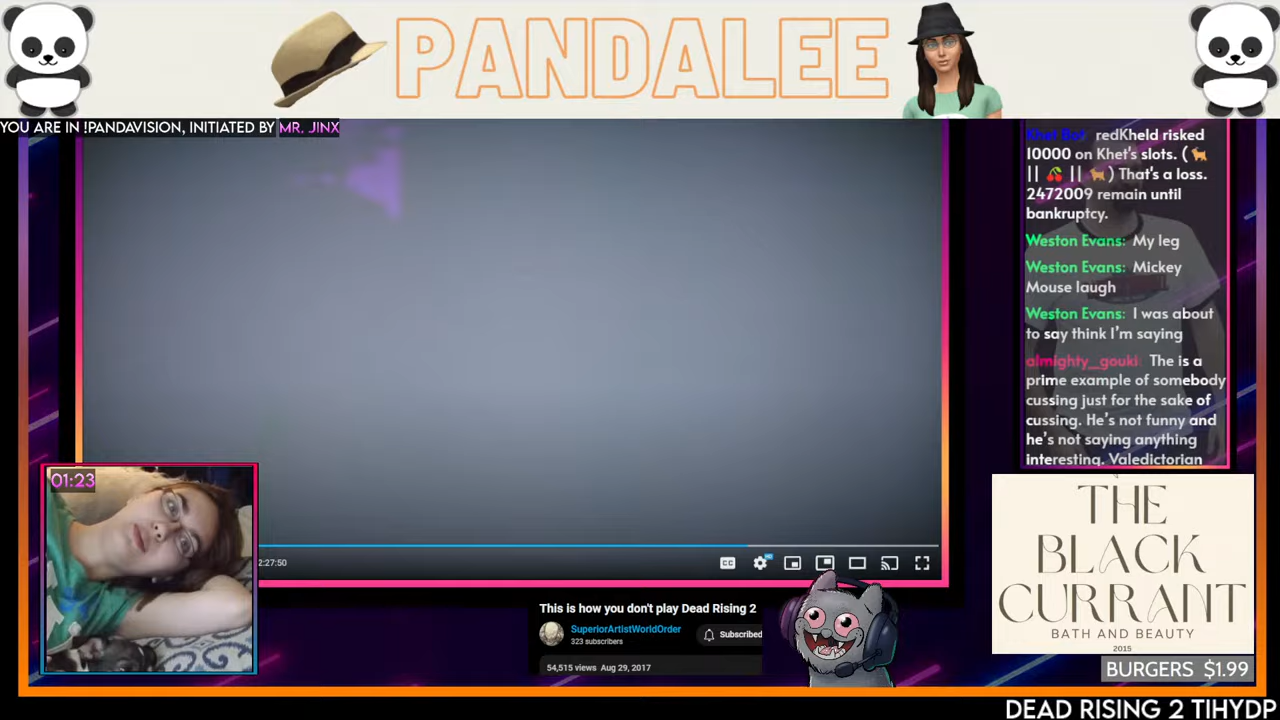 PANDALEE
YOU ARE IN !PANDAVISION, INITIATED BY MR. JINX
Khet Bot: redKheld risked
10000 on Khet's slots. (
|| || ) That's a loss.
2472009 remain until
bankruptcy.
Weston Evans: My leg
Weston Evans: Mickey
Mouse laugh
Weston Evans: I was about
to say think I'm saying
almighty_gouki: The is a
prime example of somebody
cussing just for the sake of
cussing. He's not funny and
he's not saying anything
interesting. Valedictorian
01:23
2:27:50
CC
HD
This is how you don't play Dead Rising 2
SuperiorArtistWorldOrder
323 subscribers
Subscribed
54,515 views Aug 29, 2017
THE
BLACK
CURRANT
BATH AND BEAUTY
2015
BURGERS $1.99
DEAD RISING 2 TIHYDP